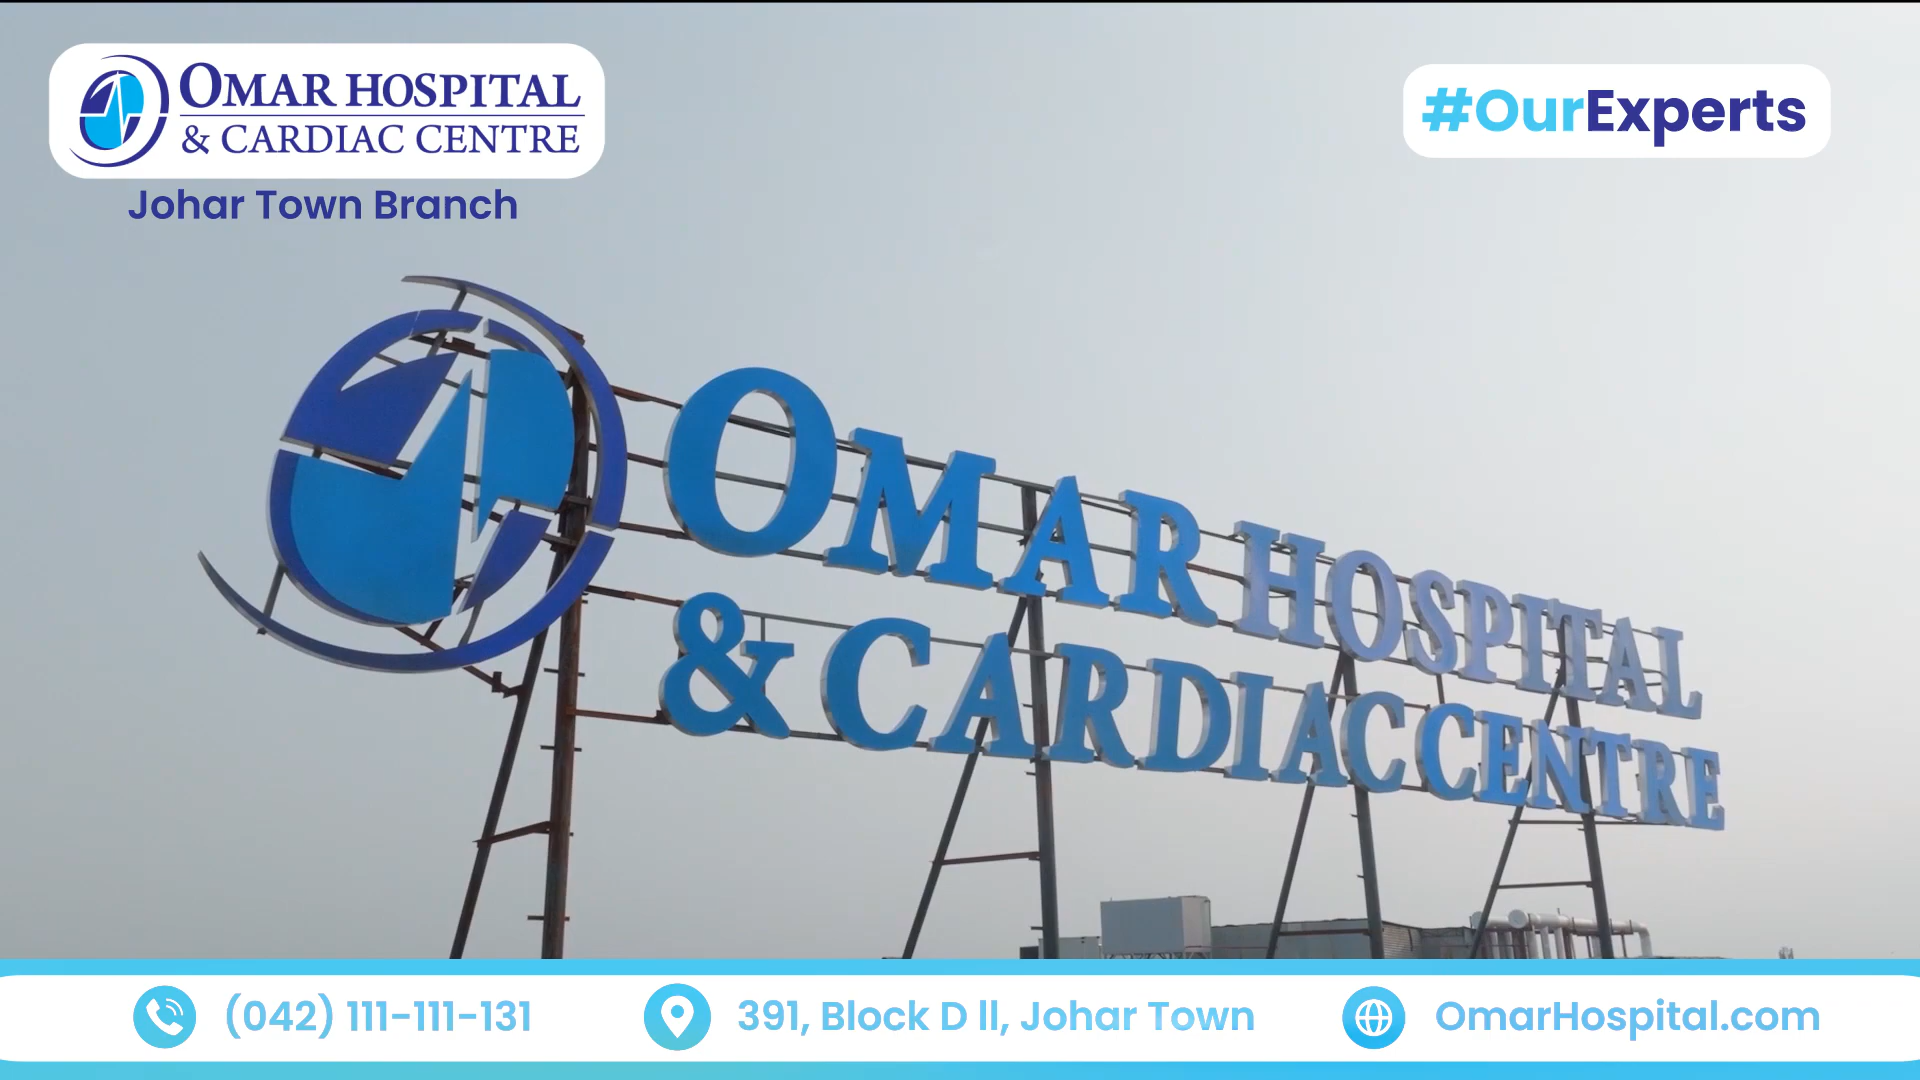 OMAR HOSPITAL
& CARDIAC CENTRE
Johar Town Branch
#OurExperts
OMAR HOSPITAL
& CARDIAC CENTRE
(042) 111-111-131
391, Block D ll, Johar Town
OmarHospital.com